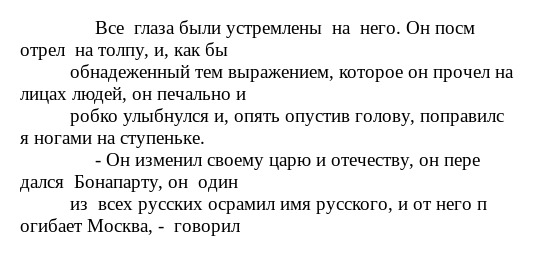 Все глаза были устремлены на него. Он посм
отрел на толпу, и, как бы
обнадеженный тем выражением, которое он прочел на
лицах людей, он печально и
робко улыбнулся и, опять опустив голову, поправилс
я ногами на ступеньке.
- Он изменил своему царю и отечеству, он пере
дался Бонапарту, он один
из всех русских осрамил имя русского, и от него п
огибает Москва, - говорил